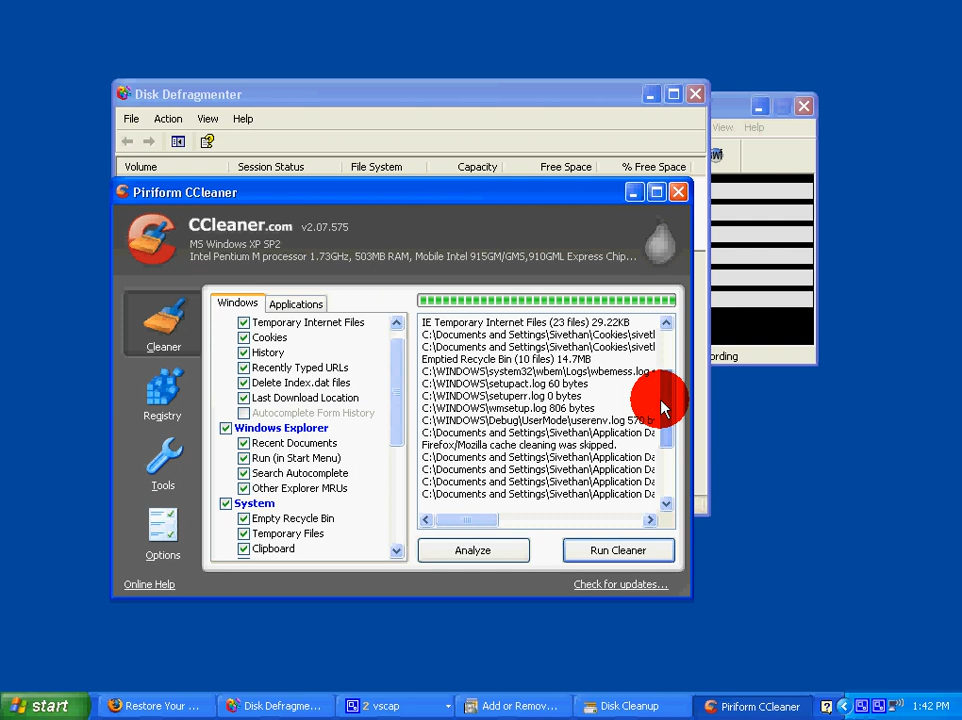 Disk Defragmenter
File Action View Help
View Help
Volume Session Status File System Capacity Free Space % Free Space
Piriform CCleaner
CCleaner.com v2.07.575
MS Windows XP SP2
Intel Pentium M processor 1.73GHz, 503MB RAM, Mobile Intel 915GM/GMS,910GML Express Chip...
Cleaner
Registry
Tools
Options
Windows Applications
Temporary Internet Files
Cookies
History
Recently Typed URLs
Delete Index.dat files
Last Download Location
Autocomplete Form History
Windows Explorer
Recent Documents
Run (in Start Menu)
Search Autocomplete
Other Explorer MRUs
System
Empty Recycle Bin
Temporary Files
Clipboard
IE Temporary Internet Files (23 files) 29.22KB
C:\Documents and Settings\Sivethan\Cookies\sivetl
C:\Documents and Settings\Sivethan\Cookies\sivetl
Emptied Recycle Bin (10 files) 14.7MB
C:\WINDOWS\system32\wbem\Logs\wbemess.log
C:\WINDOWS\setupact.log 60 bytes
C:\WINDOWS\setuperr.log 0 bytes
C:\WINDOWS\wmsetup.log 806 bytes
C:\WINDOWS\Debug\UserMode\userenv.log 570 b
C:\Documents and Settings\Sivethan\Application Da
Firefox/Mozilla cache cleaning was skipped.
C:\Documents and Settings\Sivethan\Application Da
C:\Documents and Settings\Sivethan\Application Da
C:\Documents and Settings\Sivethan\Application Da
C:\Documents and Settings\Sivethan\Application Da
Analyze Run Cleaner
Online Help Check for updates...
ording
start Restore Your ... Disk Defragme... 2 vscap Add or Remov... Disk Cleanup Piriform CCleaner 1:42 PM